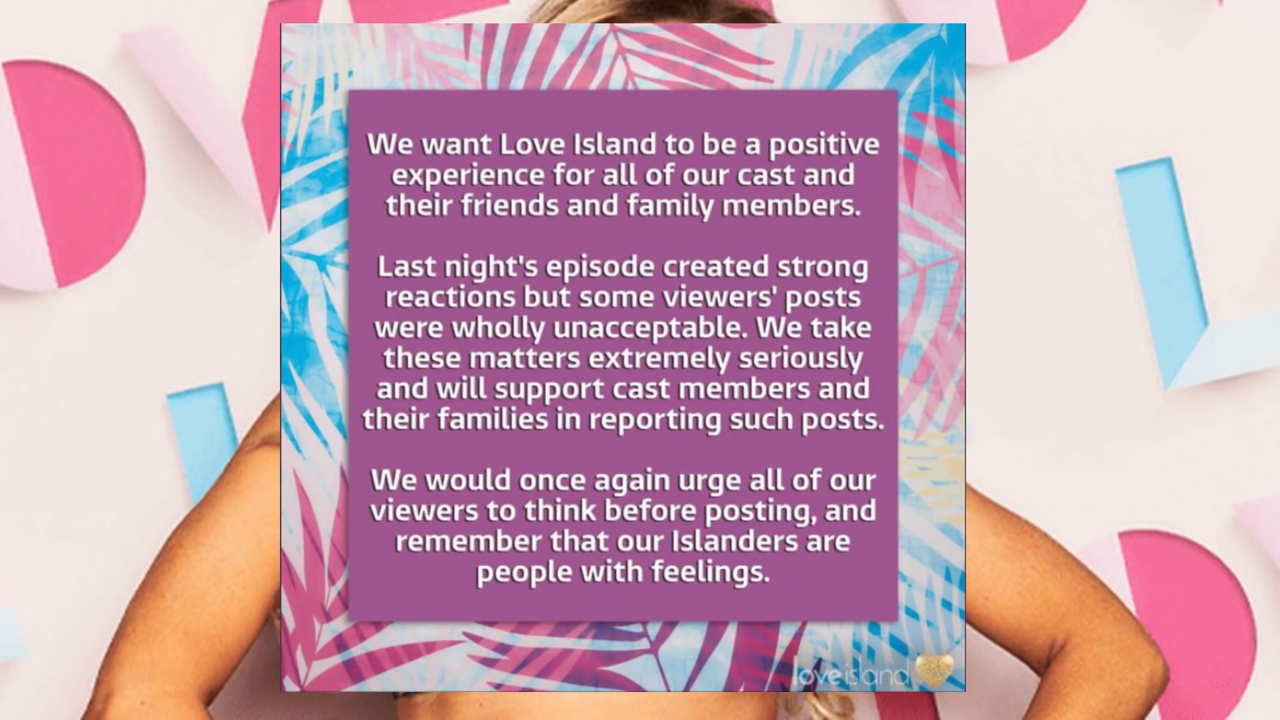 We want Love Island to be a positive
experience for all of our cast and
their friends and family members.
Last night's episode created strong
reactions but some viewers' posts
were wholly unacceptable. We take
these matters extremely seriously
and will support cast members and
their families in reporting such posts.
We would once again urge all of our
viewers to think before posting, and
remember that our Islanders are
people with feelings.
love island